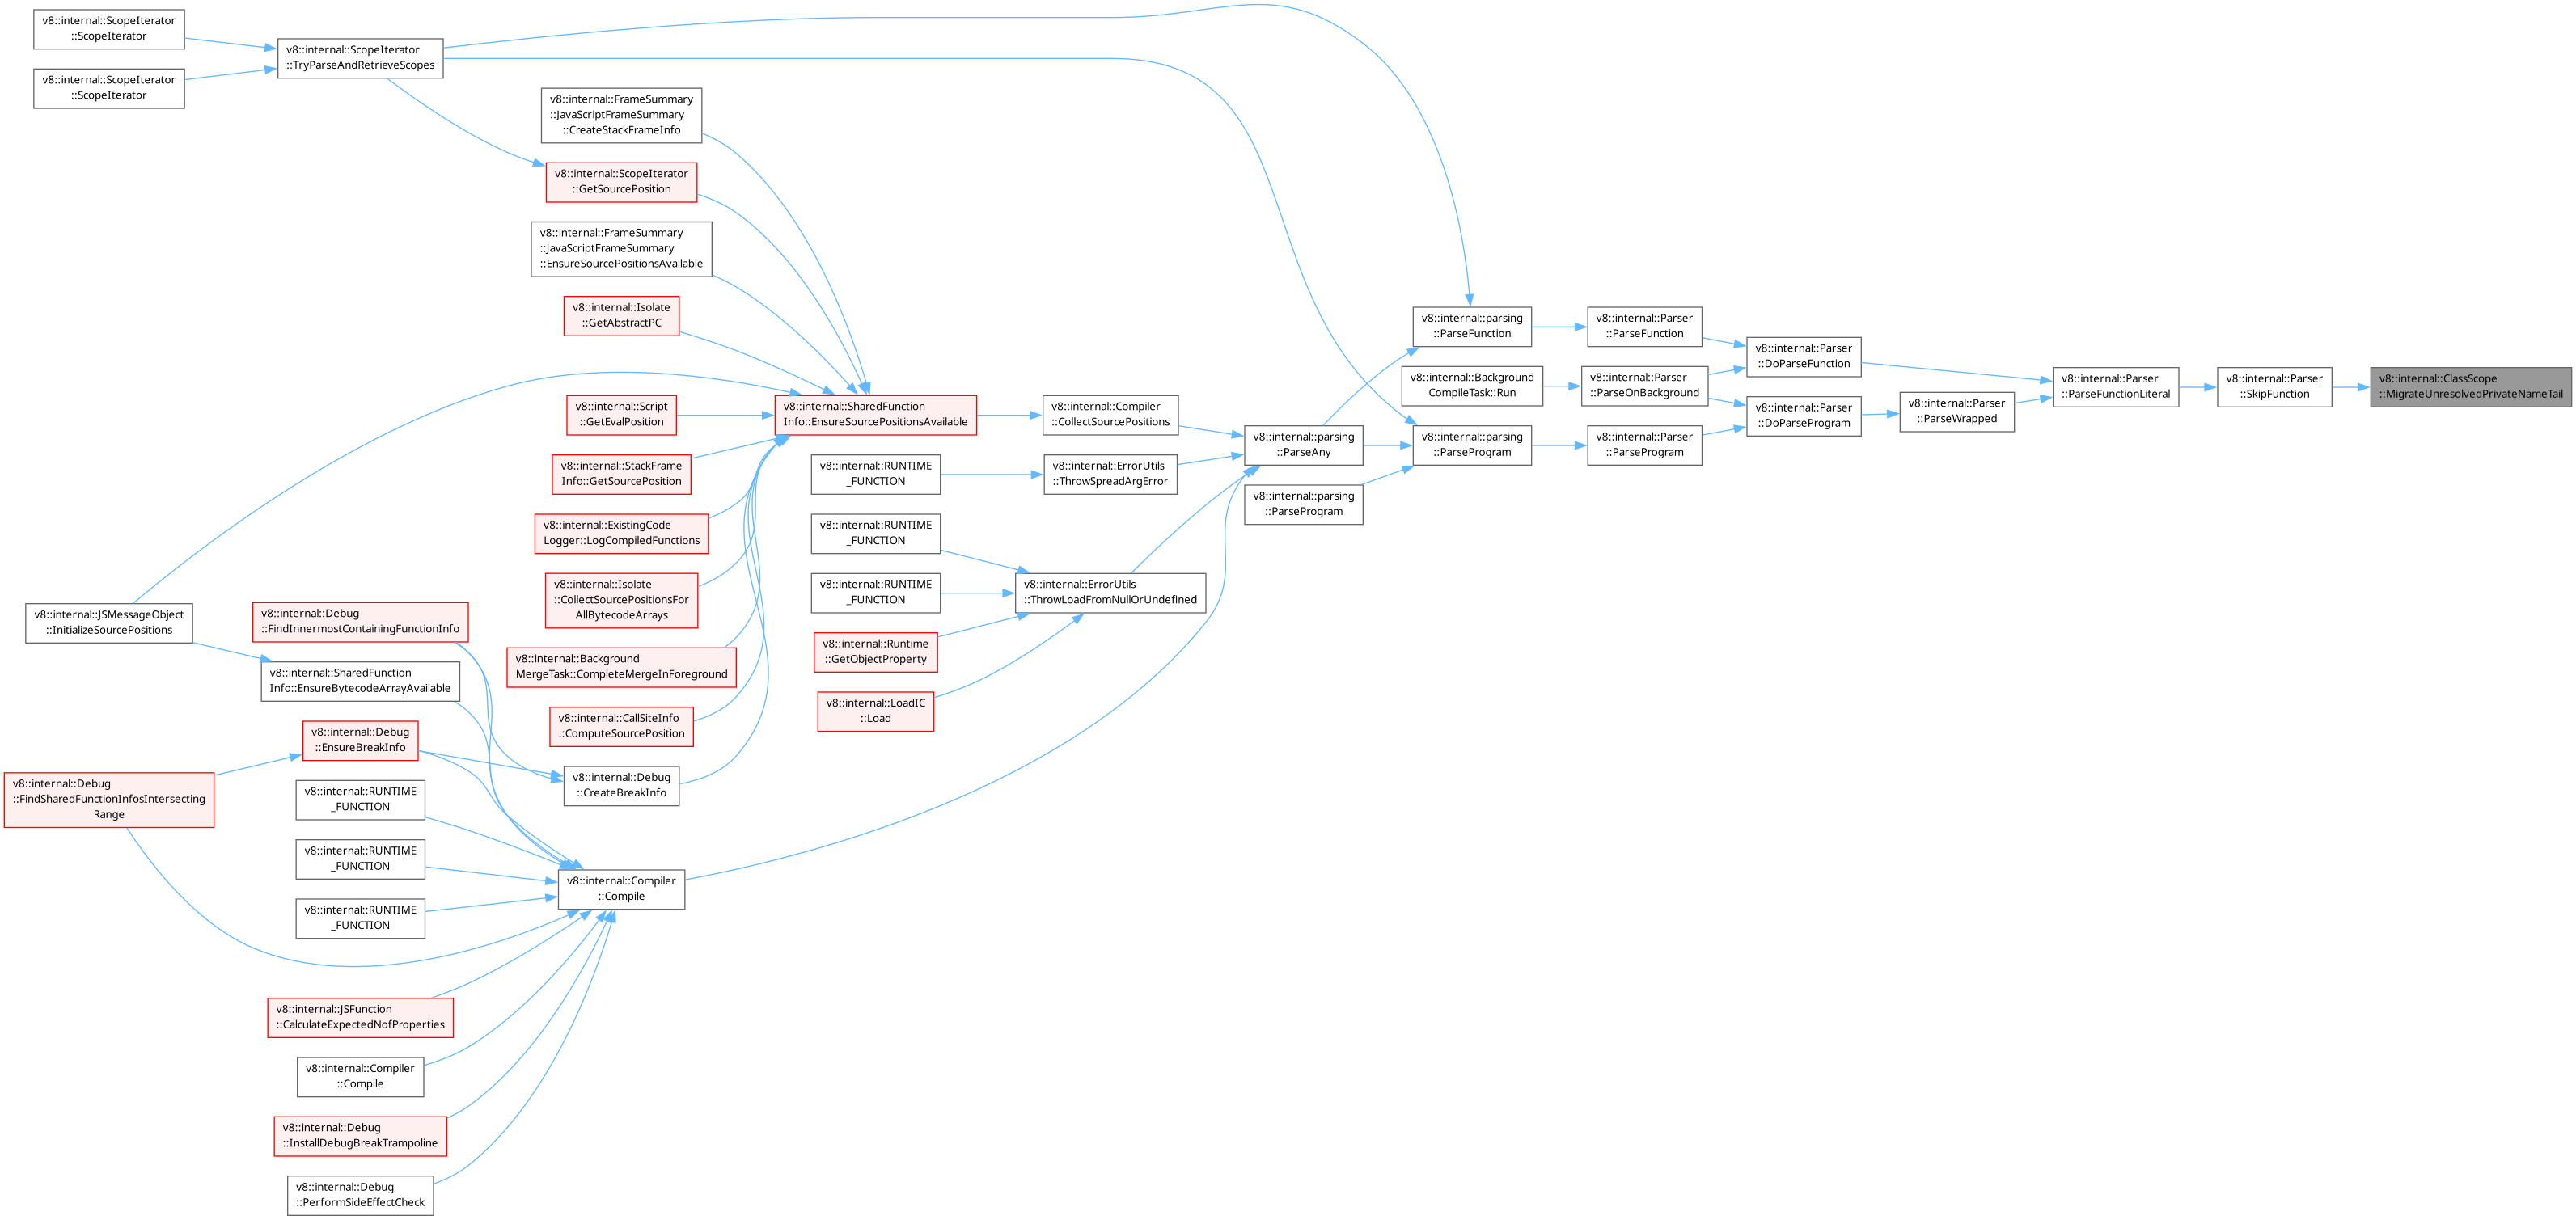 v8::internal::ScopeIterator
::ScopeIterator
v8::internal::ScopeIterator
::TryParseAndRetrieveScopes
v8::internal::ScopeIterator
::ScopeIterator
v8::internal::FrameSummary
::JavaScriptFrameSummary
::CreateStackFrameInfo
v8::internal::ScopeIterator
::GetSourcePosition
v8::internal::FrameSummary
::JavaScriptFrameSummary
::EnsureSourcePositionsAvailable
v8::internal::Isolate
::GetAbstractPC
v8::internal::parsing
::ParseFunction
v8::internal::Parser
::ParseFunction
v8::internal::Parser
::DoParseFunction
v8::internal::Background
CompileTask::Run
v8::internal::Parser
::ParseOnBackground
v8::internal::Parser
::ParseFunctionLiteral
v8::internal::Parser
::SkipFunction
v8::internal::ClassScope
::MigrateUnresolvedPrivateNameTail
v8::internal::Script
::GetEvalPosition
v8::internal::SharedFunction
Info::EnsureSourcePositionsAvailable
v8::internal::Compiler
::CollectSourcePositions
v8::internal::Parser
::DoParseProgram
v8::internal::Parser
::ParseWrapped
v8::internal::parsing
::ParseAny
v8::internal::parsing
::ParseProgram
v8::internal::Parser
::ParseProgram
v8::internal::StackFrame
Info::GetSourcePosition
v8::internal::RUNTIME
_FUNCTION
v8::internal::ErrorUtils
::ThrowSpreadArgError
v8::internal::parsing
::ParseProgram
v8::internal::ExistingCode
Logger::LogCompiledFunctions
v8::internal::RUNTIME
_FUNCTION
v8::internal::Isolate
::CollectSourcePositionsFor
AllBytecodeArrays
v8::internal::RUNTIME
_FUNCTION
v8::internal::ErrorUtils
::ThrowLoadFromNullOrUndefined
v8::internal::JSMessageObject
::InitializeSourcePositions
v8::internal::Debug
::FindInnermostContainingFunctionInfo
v8::internal::Runtime
::GetObjectProperty
v8::internal::SharedFunction
Info::EnsureBytecodeArrayAvailable
v8::internal::Background
MergeTask::CompleteMergeInForeground
v8::internal::LoadIC
::Load
v8::internal::CallSiteInfo
::ComputeSourcePosition
v8::internal::Debug
::EnsureBreakInfo
v8::internal::Debug
::CreateBreakInfo
v8::internal::Debug
::FindSharedFunctionInfosIntersecting
Range
v8::internal::RUNTIME
_FUNCTION
v8::internal::RUNTIME
_FUNCTION
v8::internal::Compiler
::Compile
v8::internal::RUNTIME
_FUNCTION
v8::internal::JSFunction
::CalculateExpectedNofProperties
v8::internal::Compiler
::Compile
v8::internal::Debug
::InstallDebugBreakTrampoline
v8::internal::Debug
::PerformSideEffectCheck